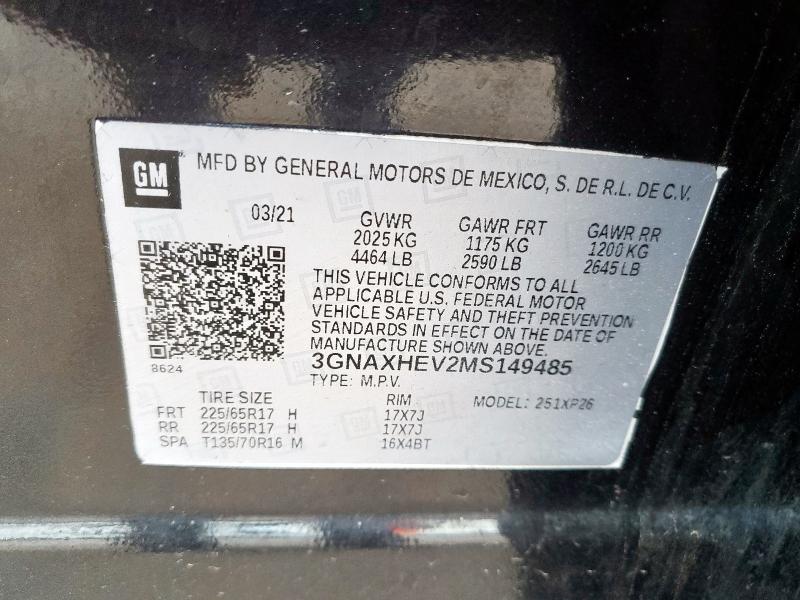 GM MFD BY GENERAL MOTORS DE MEXICO, S. DE R.L. DE C.V.
03/21 GVWR GAWR FRT GAWR RR
2025 KG 1175 KG 1200 KG
4464 LB 2590 LB 2645 LB
THIS VEHICLE CONFORMS TO ALL
APPLICABLE U.S. FEDERAL MOTOR
VEHICLE SAFETY AND THEFT PREVENTION
STANDARDS IN EFFECT ON THE DATE OF
MANUFACTURE SHOWN ABOVE.
8624 3GNAXHEV2MS149485
TYPE: M.P.V.
TIRE SIZE RIM MODEL: 251XP26
FRT 225/65R17 H 17X7J
RR 225/65R17 H 17X7J
SPA T135/70R16 M 16X4BT